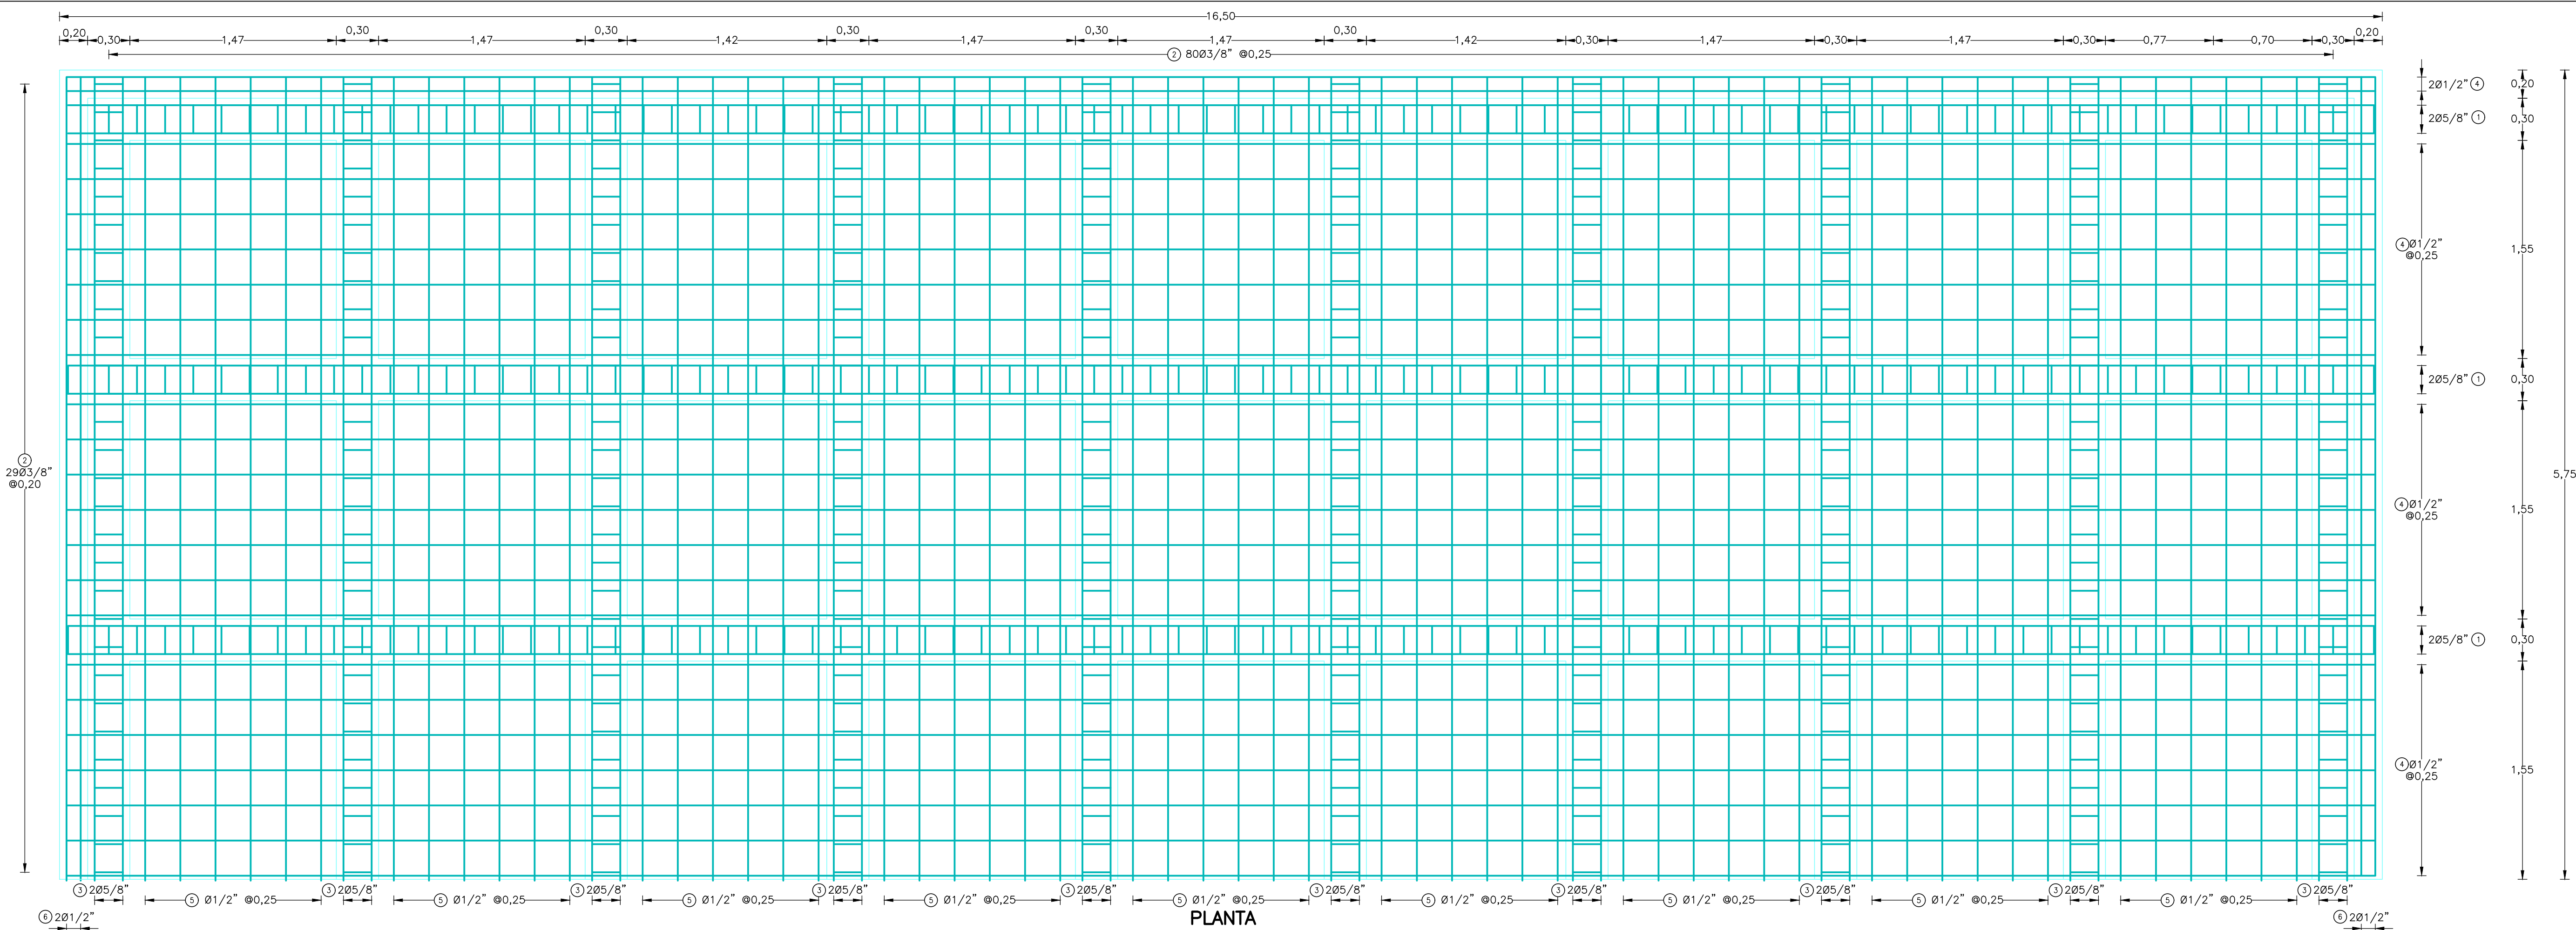 16,50
0,20 0,30 1,47 0,30 1,47 0,30 1,42 0,30 1,47 0,30 1,47 0,30 1,42 0,30 1,47 0,30 1,47 0,30 0,77 0,70 0,30 0,20
2 80Ø3/8” @0,25
2Ø1/2” 4 0,20
2Ø5/8” 1 0,30
4 Ø1/2” 1,55
@0,25
2Ø5/8” 1 0,30
2
29Ø3/8”
@0,20
5,75
4 Ø1/2” 1,55
@0,25
2Ø5/8” 1 0,30
4 Ø1/2” 1,55
@0,25
3 2Ø5/8” 3 2Ø5/8” 3 2Ø5/8” 3 2Ø5/8” 3 2Ø5/8” 3 2Ø5/8” 3 2Ø5/8” 3 2Ø5/8” 3 2Ø5/8” 3 2Ø5/8”
5 Ø1/2” @0,25 5 Ø1/2” @0,25 5 Ø1/2” @0,25 5 Ø1/2” @0,25 5 Ø1/2” @0,25 5 Ø1/2” @0,25 5 Ø1/2” @0,25 5 Ø1/2” @0,25 5 Ø1/2” @0,25
6 2Ø1/2” PLANTA 6 2Ø1/2”